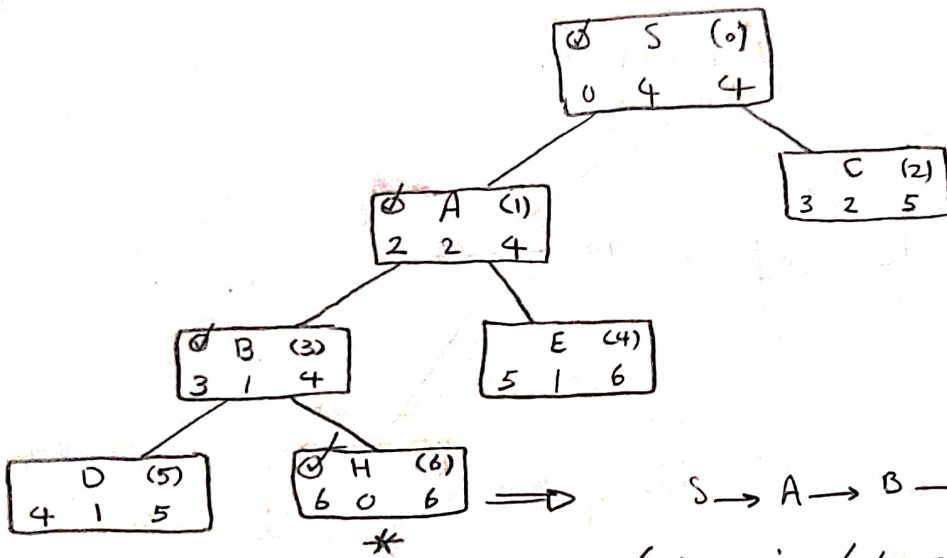 S (0)
0 4 4
C (2)
3 2 5
A (1)
2 2 4
B (3)
3 1 4
E (4)
5 1 6
D (5)
4 1 5
H (6)
6 0 6
*
⇒ S → A → B —